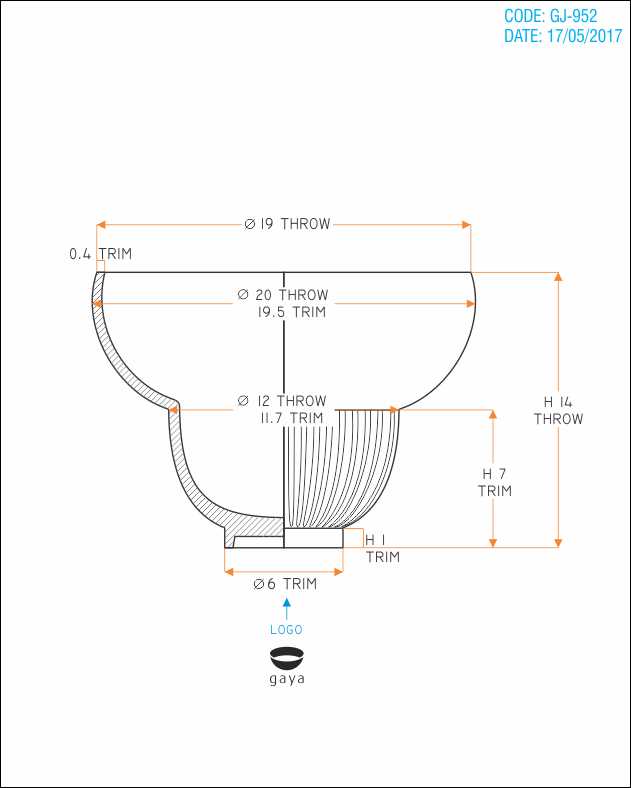 CODE: GJ-952
DATE: 17/05/2017
Ø 19 THROW
0.4 TRIM
Ø 20 THROW
19.5 TRIM
Ø 12 THROW
11.7 TRIM
H 14
THROW
H 7
TRIM
H 1
TRIM
Ø 6 TRIM
LOGO
gaya